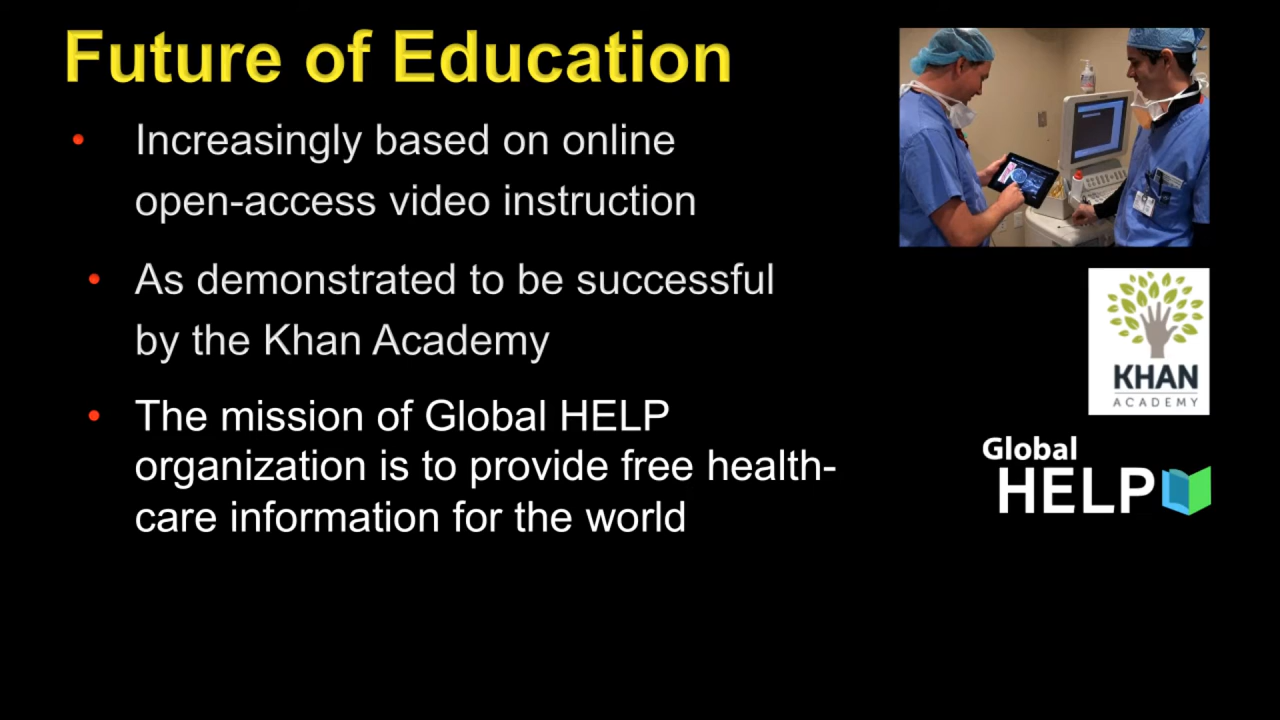 Future of Education
• Increasingly based on online
open-access video instruction
• As demonstrated to be successful
by the Khan Academy
• The mission of Global HELP
organization is to provide free health-
care information for the world
KHAN
ACADEMY
Global
HELP